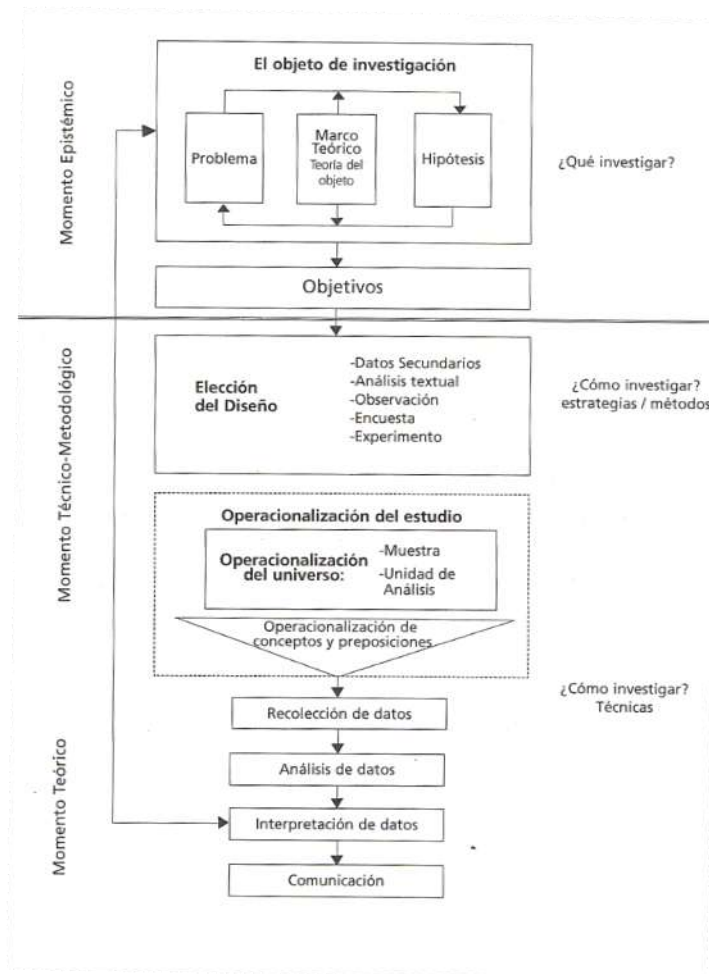 El objeto de investigación
Momento Epistémico
Problema
Marco
Teórico
Teoría del
objeto
Hipótesis
¿Qué investigar?
Objetivos
Momento Técnico-Metodológico
Elección
del Diseño
-Datos Secundarios
-Análisis textual
-Observación
-Encuesta
-Experimento
¿Cómo investigar?
estrategias / métodos
Operacionalización del estudio
Operacionalización
del universo:
-Muestra
-Unidad de
Análisis
Operacionalización de
conceptos y preposiciones
¿Cómo investigar?
Técnicas
Momento Teórico
Recolección de datos
Análisis de datos
Interpretación de datos
Comunicación